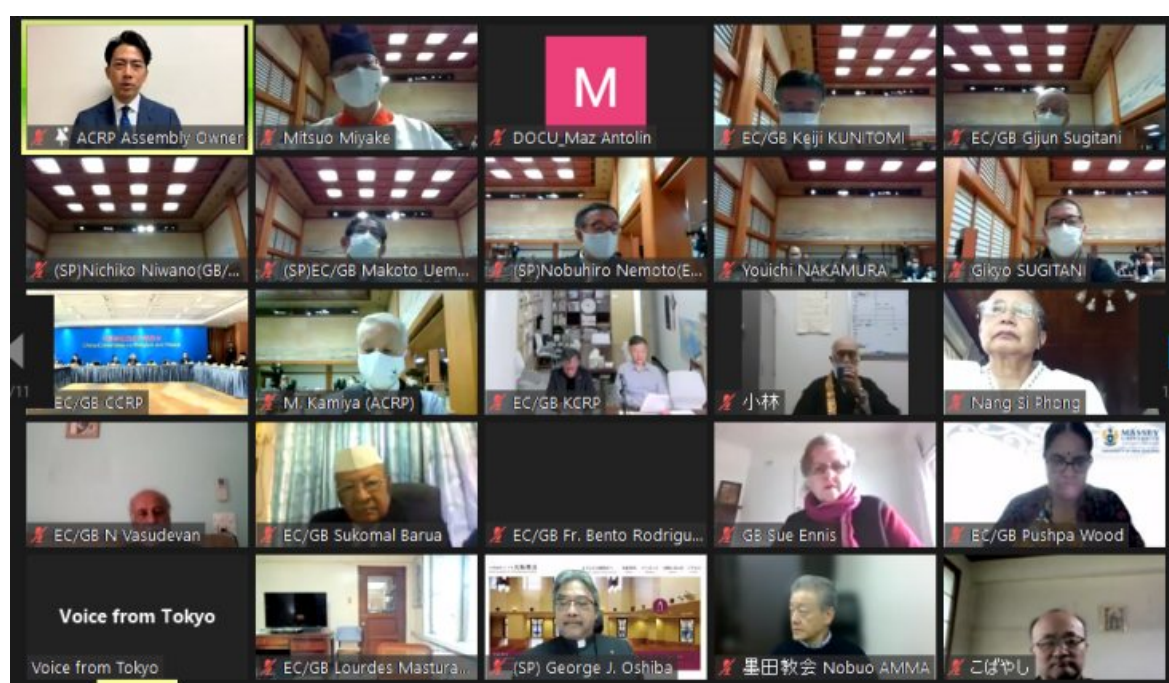 ACRP Assembly Owner
Mitsuo Miyake
M
DOCU_Maz Antolin
EC/GB Keiji KUNITOMI
EC/GB Gijun Sugitani
(SP)Nichiko Niwano(GB/...
(SP)EC/GB Makoto Uem...
(SP)Nobuhiro Nemoto(E...
Youichi NAKAMURA
Gikyo SUGITANI
/11
EC/GB CCRP
M. Kamiya (ACRP)
EC/GB KCRP
小林
Nang Si Phong
EC/GB N Vasudevan
EC/GB Sukomal Barua
EC/GB Fr. Bento Rodrigu...
GB Sue Ennis
MASSEY
EC/GB Pushpa Wood
Voice from Tokyo
Voice from Tokyo
EC/GB Lourdes Mastura...
(SP) George J. Oshiba
墨田教会 Nobuo AMMA
こばやし